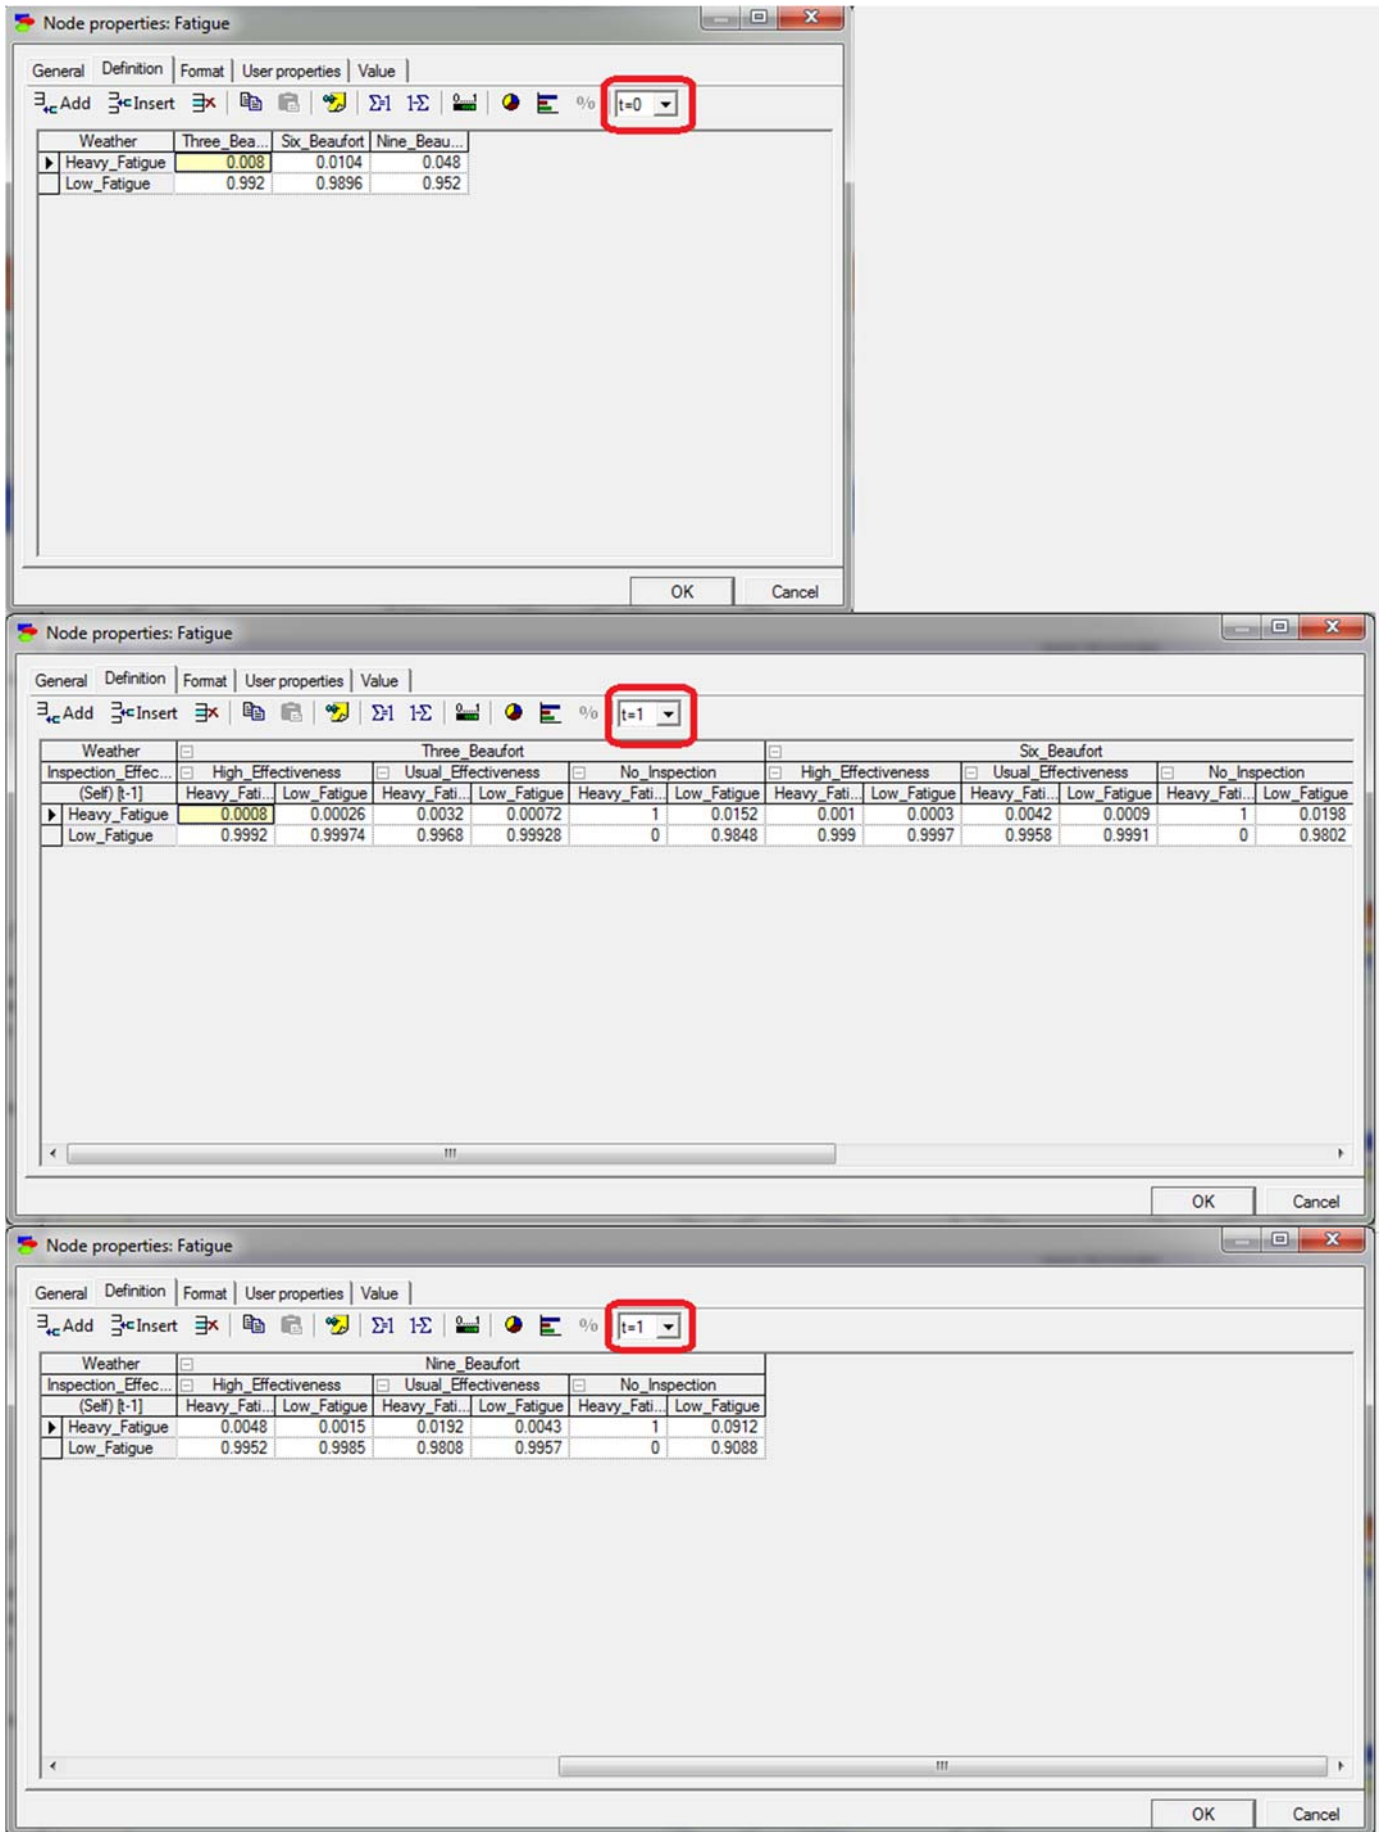 Node properties: Fatigue
General Definition Format User properties Value
Add Insert Σ=1 1-Σ % t=0
Weather Three_Bea... Six_Beaufort Nine_Beau...
Heavy_Fatigue 0.008 0.0104 0.048
Low_Fatigue 0.992 0.9896 0.952
OK Cancel
Node properties: Fatigue
General Definition Format User properties Value
Add Insert Σ=1 1-Σ % t=1
Weather Three_Beaufort Six_Beaufort
Inspection_Effec... High_Effectiveness Usual_Effectiveness No_Inspection High_Effectiveness Usual_Effectiveness No_Inspection
(Self) [t-1] Heavy_Fati... Low_Fatigue Heavy_Fati... Low_Fatigue Heavy_Fati... Low_Fatigue Heavy_Fati... Low_Fatigue Heavy_Fati... Low_Fatigue Heavy_Fati... Low_Fatigue
Heavy_Fatigue 0.0008 0.00026 0.0032 0.00072 1 0.0152 0.001 0.0003 0.0042 0.0009 1 0.0198
Low_Fatigue 0.9992 0.99974 0.9968 0.99928 0 0.9848 0.999 0.9997 0.9958 0.9991 0 0.9802
OK Cancel
Node properties: Fatigue
General Definition Format User properties Value
Add Insert Σ=1 1-Σ % t=1
Weather Nine_Beaufort
Inspection_Effec... High_Effectiveness Usual_Effectiveness No_Inspection
(Self) [t-1] Heavy_Fati... Low_Fatigue Heavy_Fati... Low_Fatigue Heavy_Fati... Low_Fatigue
Heavy_Fatigue 0.0048 0.0015 0.0192 0.0043 1 0.0912
Low_Fatigue 0.9952 0.9985 0.9808 0.9957 0 0.9088
OK Cancel